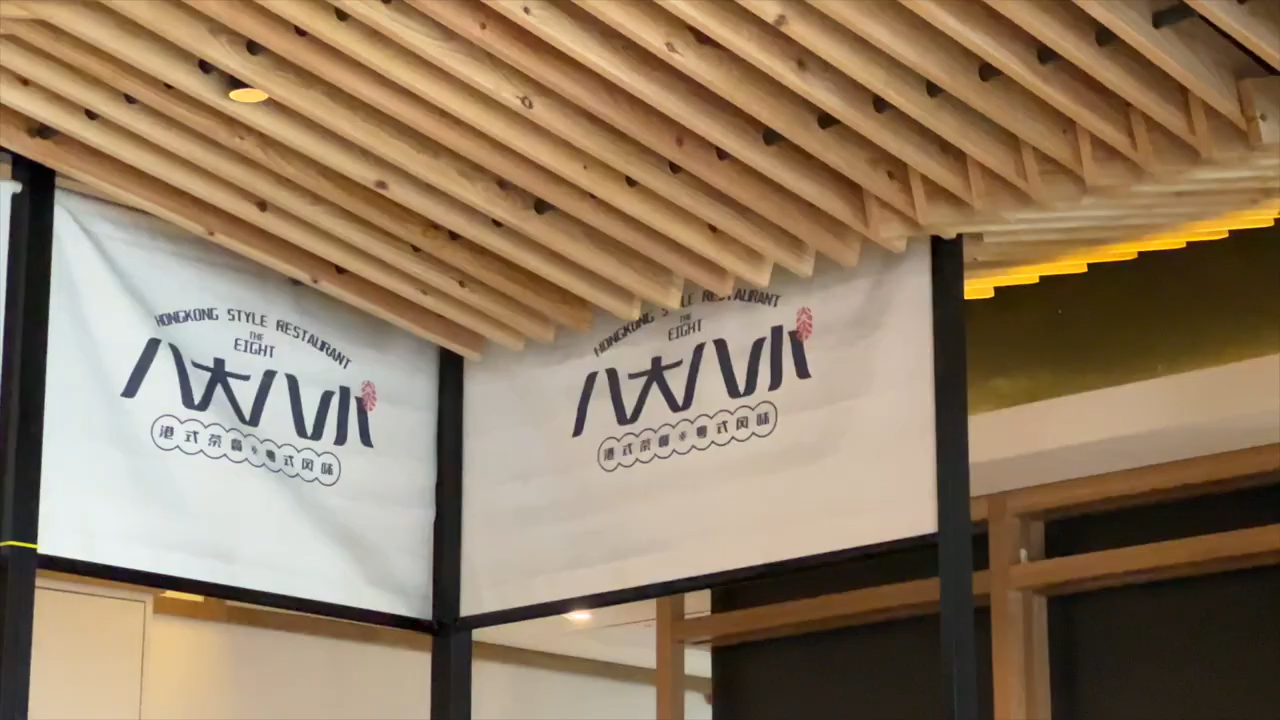 HONGKONG STYLE RESTAURANT
THE
EIGHT
八大八小
港式茶餐
粤式风味
HONGKONG STYLE RESTAURANT
THE
EIGHT
八大八小
港式茶餐
粤式风味